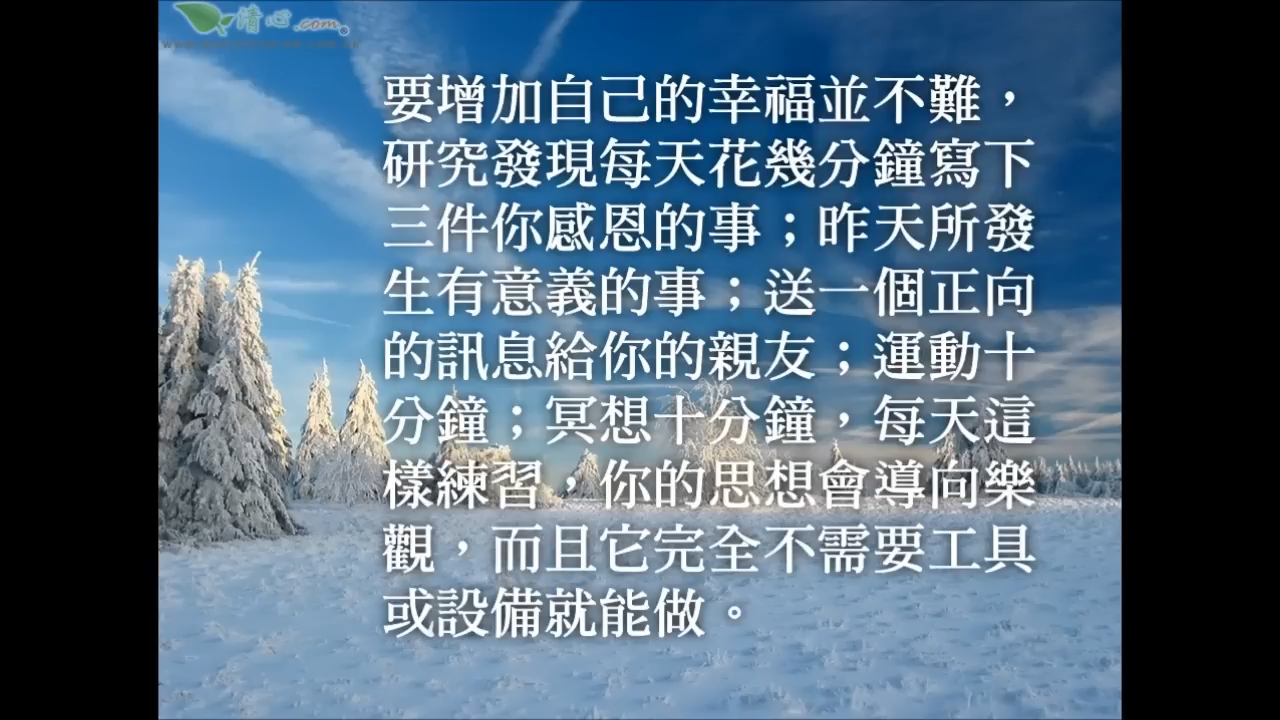 清心.com
要增加自己的幸福並不難，
研究發現每天花幾分鐘寫下
三件你感恩的事；昨天所發
生有意義的事；送一個正向
的訊息給你的親友；運動十
分鐘；冥想十分鐘，每天這
樣練習，你的思想會導向樂
觀，而且它完全不需要工具
或設備就能做。